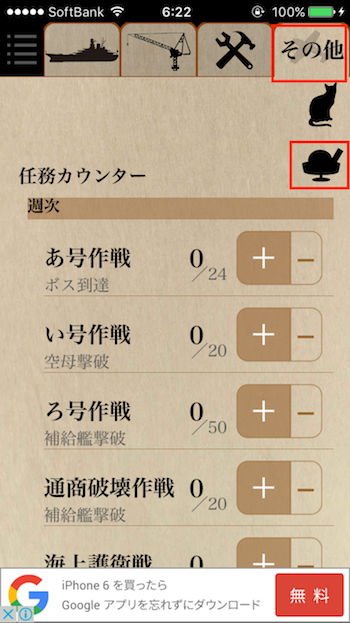 SoftBank 6:22 100%
その他
任務カウンター
週次
あ号作戦 0/24
ボス到達
い号作戦 0/20
空母撃破
ろ号作戦 0/50
補給艦撃破
通商破壊作戦 0/20
補給艦撃破
海上護衛戦 0
iPhone 6 を買ったら
Google アプリを忘れずにダウンロード
無料